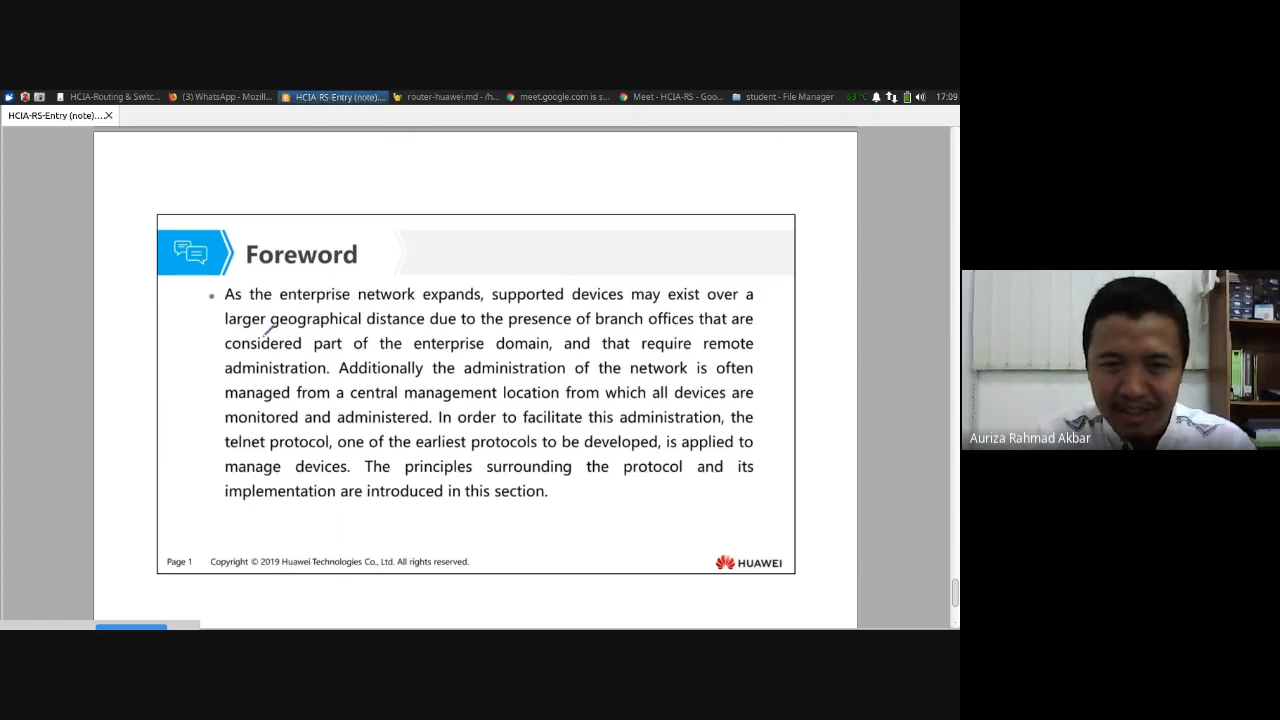 HCIA-Routing & Switc...
(3) WhatsApp - Mozill...
HCIA-RS-Entry (note)....
router-huawei.md - /h...
meet.google.com is s...
Meet - HCIA-RS - Goo...
student - File Manager
63°C
17:09
HCIA-RS-Entry (note)....
Foreword
As the enterprise network expands, supported devices may exist over a
larger geographical distance due to the presence of branch offices that are
considered part of the enterprise domain, and that require remote
administration. Additionally the administration of the network is often
managed from a central management location from which all devices are
monitored and administered. In order to facilitate this administration, the
telnet protocol, one of the earliest protocols to be developed, is applied to
manage devices. The principles surrounding the protocol and its
implementation are introduced in this section.
Page 1
Copyright © 2019 Huawei Technologies Co., Ltd. All rights reserved.
HUAWEI
Auriza Rahmad Akbar